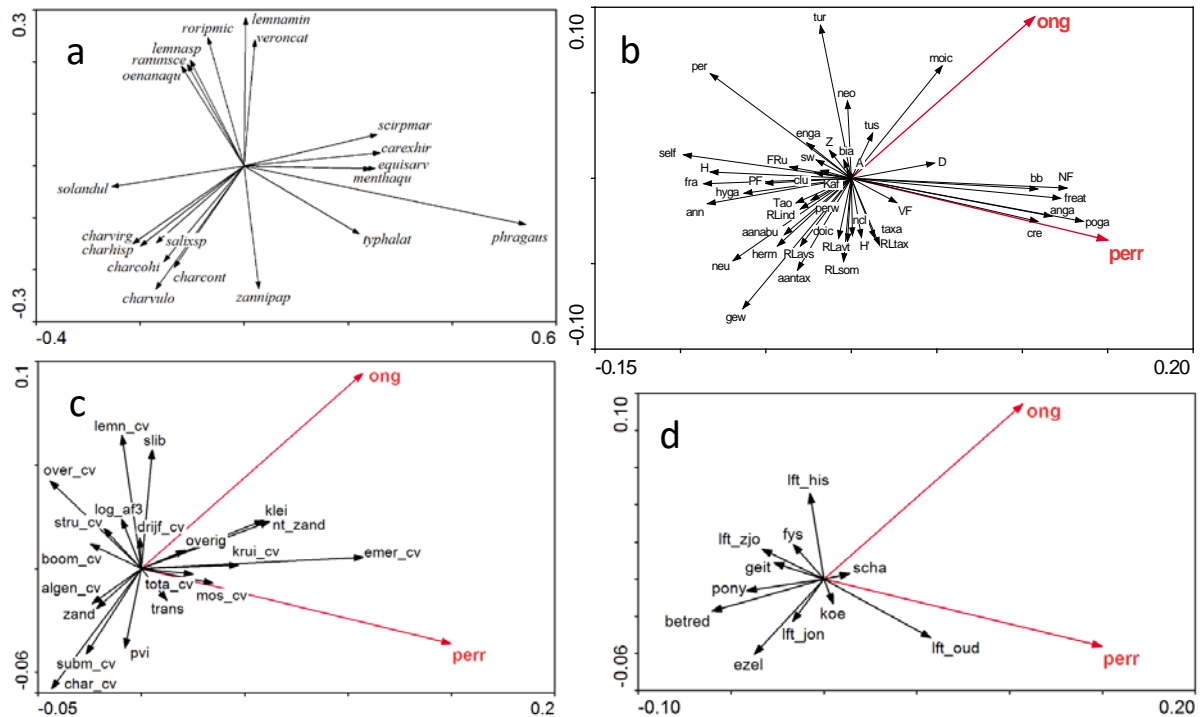 a
0.3
-0.3
-0.4
0.6
lemnamin
roripmic
veroncat
lemnasp
ranunsce
oenanaqu
scirpmar
carexhir
equisarv
menthaqu
solandul
phragaus
typhalat
charvirg
charhisp
salixsp
charcohi
charcont
charvulo
zannipap
b
0.10
-0.10
-0.15
0.20
tur
ong
moic
per
neo
tus
enga
Z
bia
A
sw
self
FRu
D
H
fra
PF
clu
Kaf
bb
NF
hyga
freat
ann
Tao
perw
VF
anga
poga
RLind
ncl
cre
aanabu
doic
taxa
perr
herm
RLavt
H'
RLtax
neu
RLavs
RLsom
aantax
gew
c
0.1
-0.06
-0.05
0.2
ong
lemn_cv
slib
over_cv
log_af3
klei
stru_cv
drijf_cv
nt_zand
overig
boom_cv
krui_cv
emer_cv
algen_cv
tota_cv
mos_cv
zand
trans
pvi
perr
subm_cv
char_cv
d
0.10
-0.06
-0.10
0.20
ong
lft_his
fys
lft_zjo
geit
scha
pony
betred
koe
lft_jon
lft_oud
perr
ezel